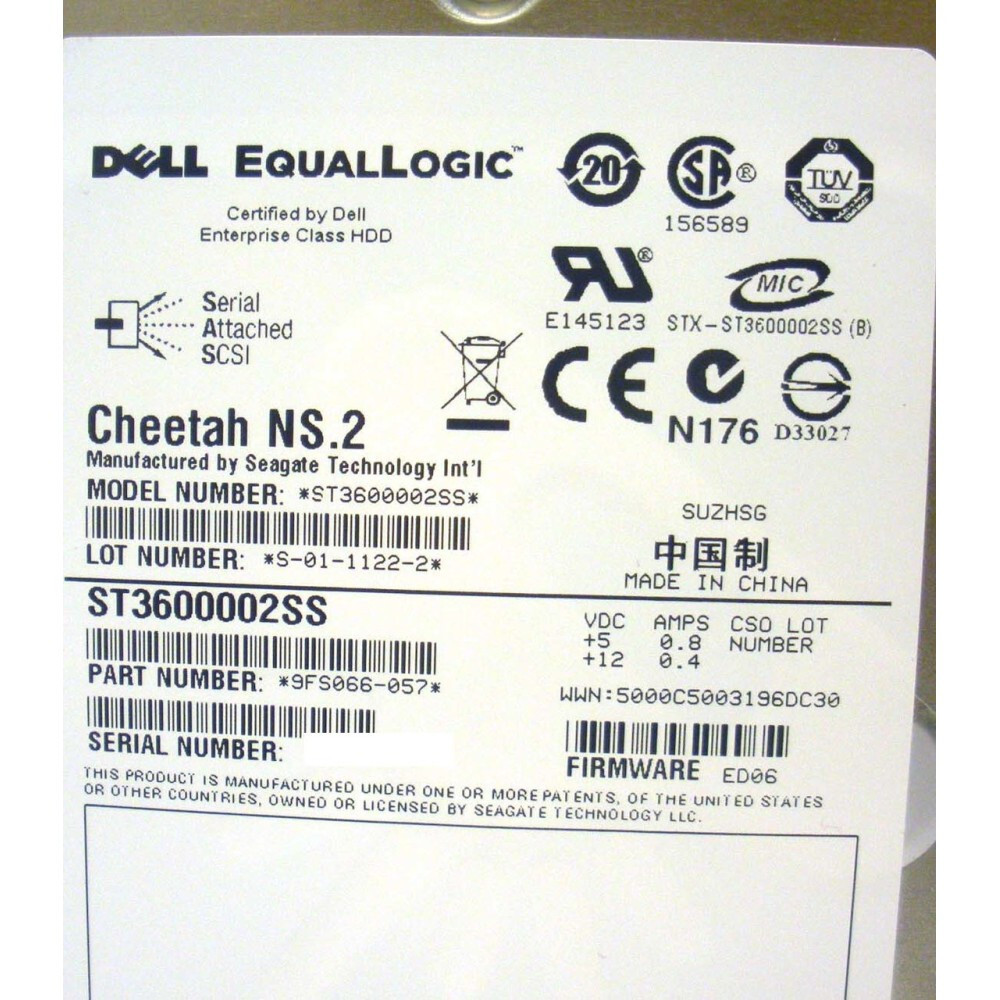 DELL EQUALLOGIC™
Certified by Dell
Enterprise Class HDD
20
SA®
156589
TÜV
Serial
Attached
SCSI
RU®
E145123
MIC
STX-ST3600002SS (B)
CE
N176
D33027
Cheetah NS.2
Manufactured by Seagate Technology Int'l
MODEL NUMBER: *ST3600002SS*
LOT NUMBER: *S-01-1122-2*
SUZHSG
中国制
MADE IN CHINA
ST3600002SS
PART NUMBER: *9FS066-057*
SERIAL NUMBER:
VDC AMPS CSO LOT
+5 0.8 NUMBER
+12 0.4
WWN:5000C5003196DC30
FIRMWARE ED06
THIS PRODUCT IS MANUFACTURED UNDER ONE OR MORE PATENTS, OF THE UNITED STATES
OR OTHER COUNTRIES, OWNED OR LICENSED BY SEAGATE TECHNOLOGY LLC.